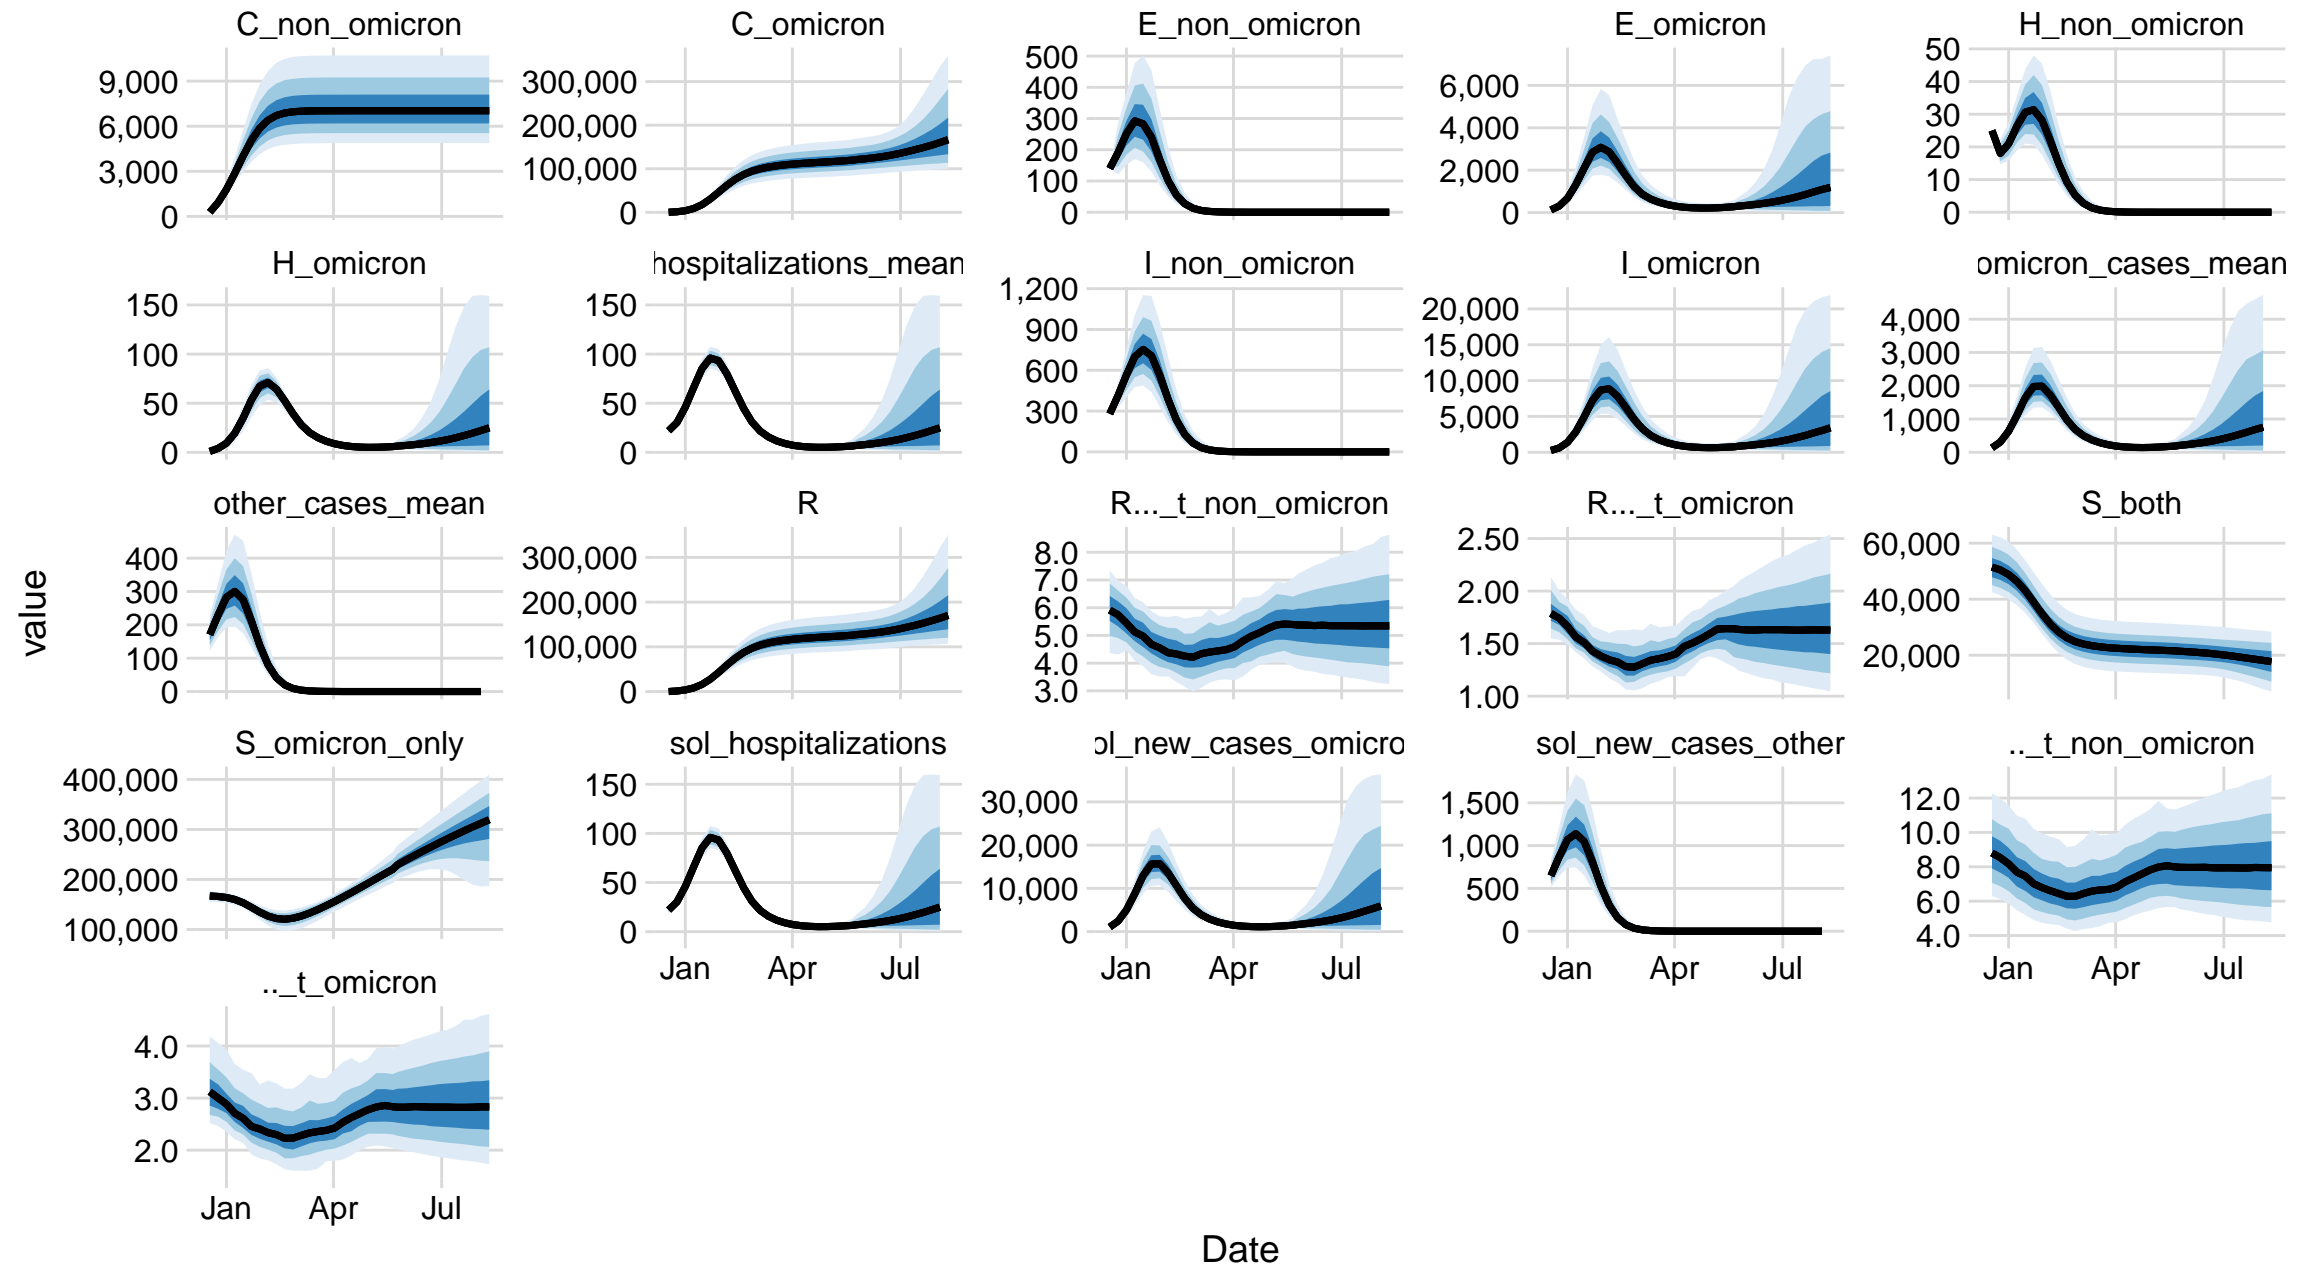 C_non_omicron C_omicron E_non_omicron E_omicron H_non_omicron
9,000 6,000 3,000 0
300,000 200,000 100,000 0
500 400 300 200 100 0
6,000 4,000 2,000 0
50 40 30 20 10 0
H_omicron hospitalizations_mean I_non_omicron I_omicron omicron_cases_mean
150 100 50 0
150 100 50 0
1,200 900 600 300 0
20,000 15,000 10,000 5,000 0
4,000 3,000 2,000 1,000 0
other_cases_mean R R..._t_non_omicron R..._t_omicron S_both
400 300 200 100 0
300,000 200,000 100,000 0
8.0 7.0 6.0 5.0 4.0 3.0
2.50 2.00 1.50 1.00
60,000 40,000 20,000
value
S_omicron_only sol_hospitalizations ol_new_cases_omicro sol_new_cases_other .._t_non_omicron
400,000 300,000 200,000 100,000
150 100 50 0
30,000 20,000 10,000 0
1,500 1,000 500 0
12.0 10.0 8.0 6.0 4.0
Jan Apr Jul Jan Apr Jul Jan Apr Jul Jan Apr Jul
.._t_omicron
4.0 3.0 2.0
Jan Apr Jul
Date